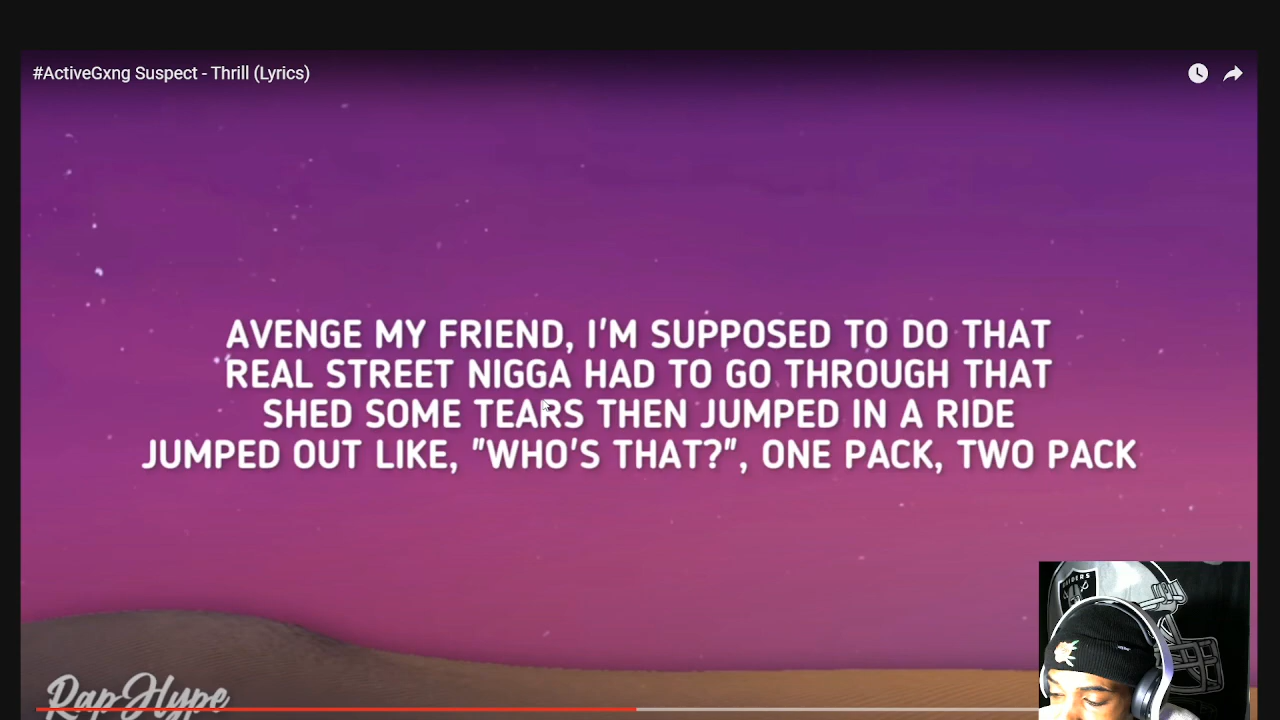 #ActiveGxng Suspect - Thrill (Lyrics)
AVENGE MY FRIEND, I'M SUPPOSED TO DO THAT
REAL STREET NIGGA HAD TO GO THROUGH THAT
SHED SOME TEARS THEN JUMPED IN A RIDE
JUMPED OUT LIKE, "WHO'S THAT?", ONE PACK, TWO PACK
RAIDERS
RapHype